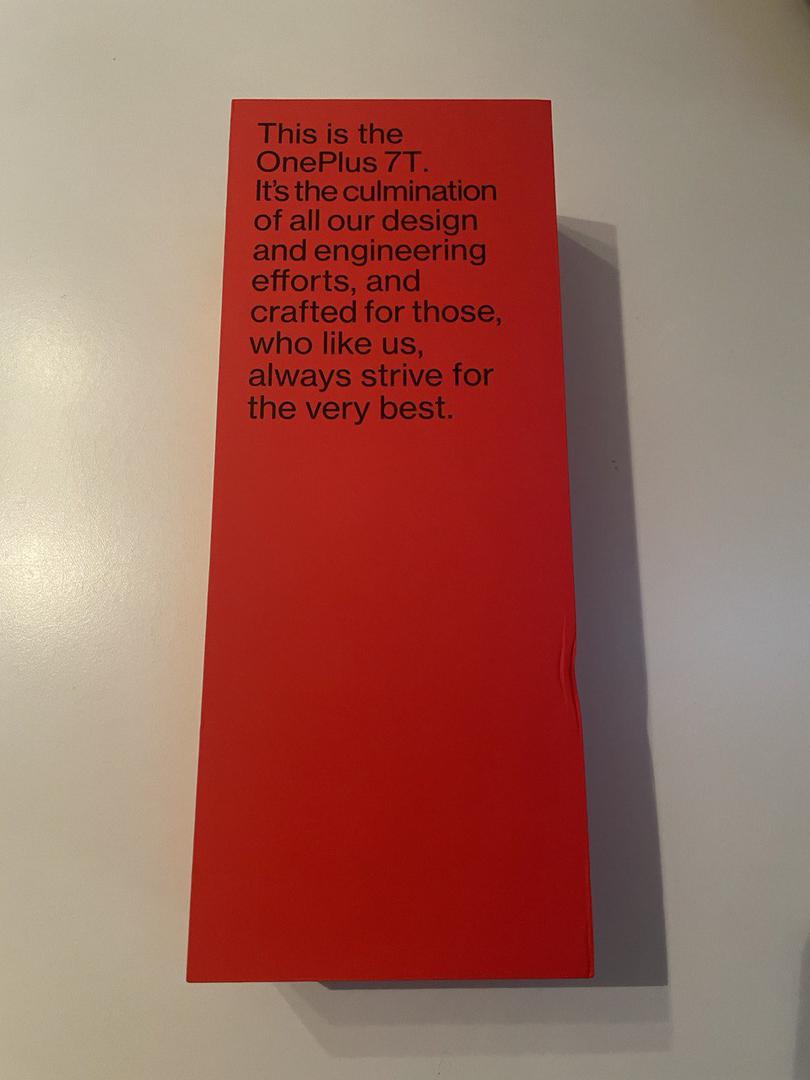 This is the
OnePlus 7T.
It's the culmination
of all our design
and engineering
efforts, and
crafted for those,
who like us,
always strive for
the very best.